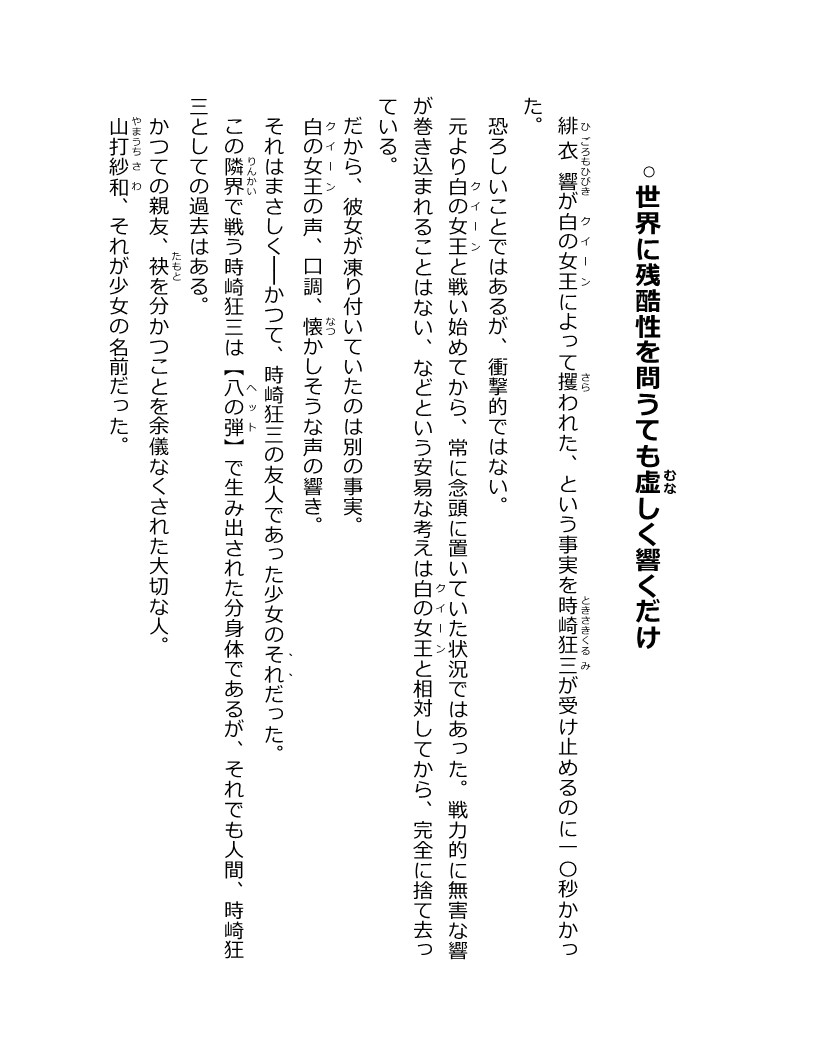 ○世界に残酷性を問うても虚しく響くだけ
緋衣響が白の女王によって攫われた、という事実を時崎狂三が受け止めるのに一〇秒かかっ
た。
恐ろしいことではあるが、衝撃的ではない。
元より白の女王と戦い始めてから、常に念頭に置いていた状況ではあった。戦力的に無害な響
が巻き込まれることはない、などという安易な考えは白の女王と相対してから、完全に捨て去っ
ている。
だから、彼女が凍り付いていたのは別の事実。
白の女王の声、口調、懐かしそうな声の響き。
それはまさしく――かつて、時崎狂三の友人であった少女のそれだった。
この隣界で戦う時崎狂三は【八の弾】で生み出された分身体であるが、それでも人間、時崎狂
三としての過去はある。
かつての親友、袂を分かつことを余儀なくされた大切な人。
山打紗和、それが少女の名前だった。